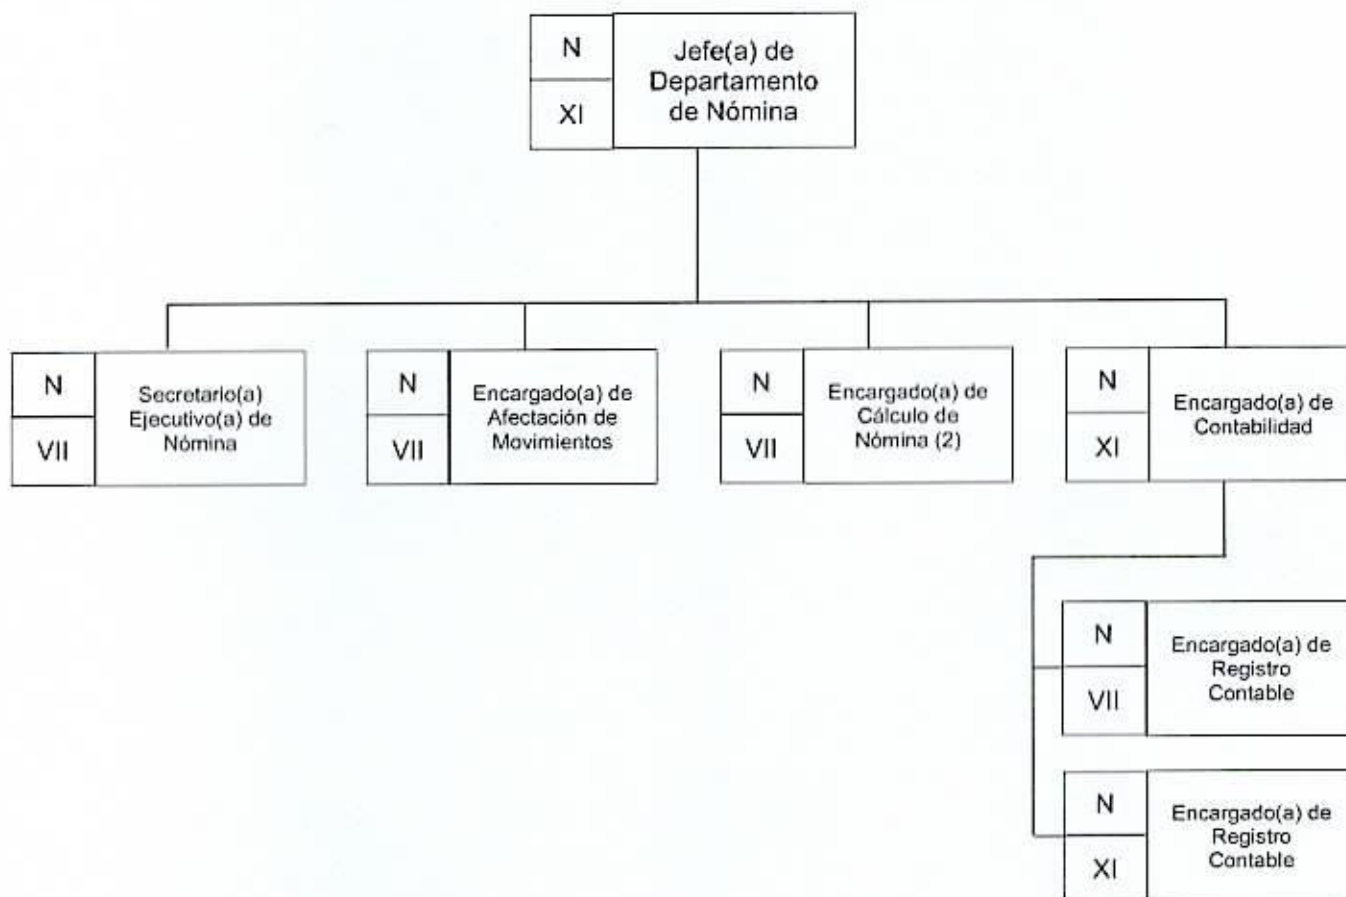 N
XI
Jefe(a) de
Departamento
de Nómina
N
VII
Secretario(a)
Ejecutivo(a) de
Nómina
N
VII
Encargado(a) de
Afectación de
Movimientos
N
VII
Encargado(a) de
Cálculo de
Nómina (2)
N
XI
Encargado(a) de
Contabilidad
N
VII
Encargado(a) de
Registro
Contable
N
XI
Encargado(a) de
Registro
Contable